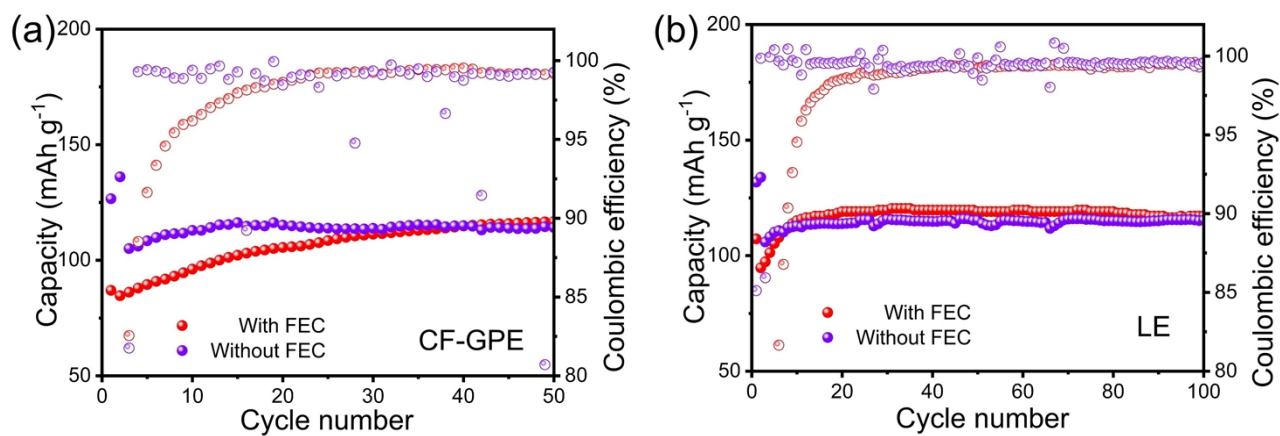 (a)
200
150
100
50
Capacity (mAh g⁻¹)
100
95
90
85
80
Coulombic efficiency (%)
With FEC
Without FEC
CF-GPE
0 10 20 30 40 50
Cycle number
(b)
200
150
100
50
Capacity (mAh g⁻¹)
100
95
90
85
80
Coulombic efficiency (%)
With FEC
Without FEC
LE
0 20 40 60 80 100
Cycle number